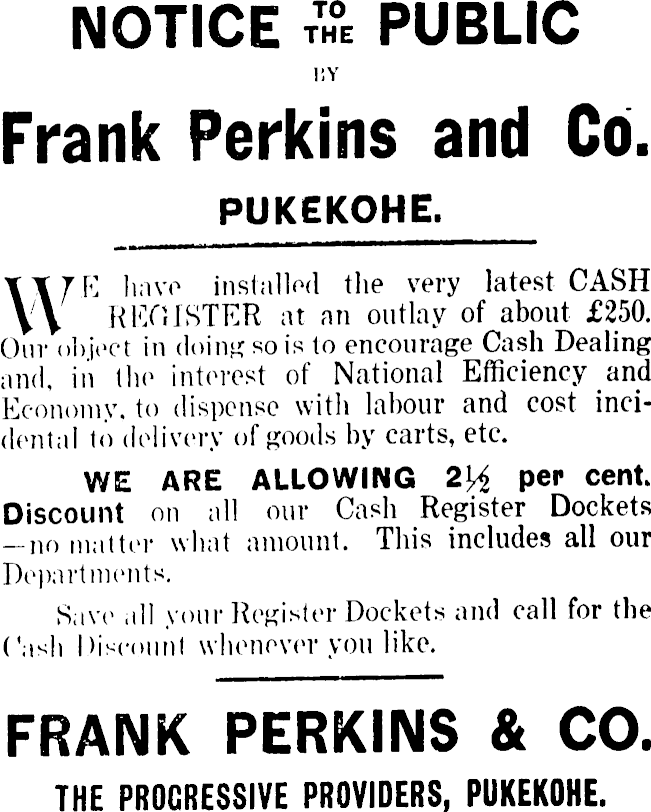 NOTICE TO THE PUBLIC
BY
Frank Perkins and Co.
PUKEKOHE.
WE have installed the very latest CASH
REGISTER at an outlay of about £250.
Our object in doing so is to encourage Cash Dealing
and, in the interest of National Efficiency and
Economy, to dispense with labour and cost inci-
dental to delivery of goods by carts, etc.
WE ARE ALLOWING 2½ per cent.
Discount on all our Cash Register Dockets
—no matter what amount. This includes all our
Departments.
Save all your Register Dockets and call for the
Cash Discount whenever you like.
FRANK PERKINS & CO.
THE PROGRESSIVE PROVIDERS, PUKEKOHE.